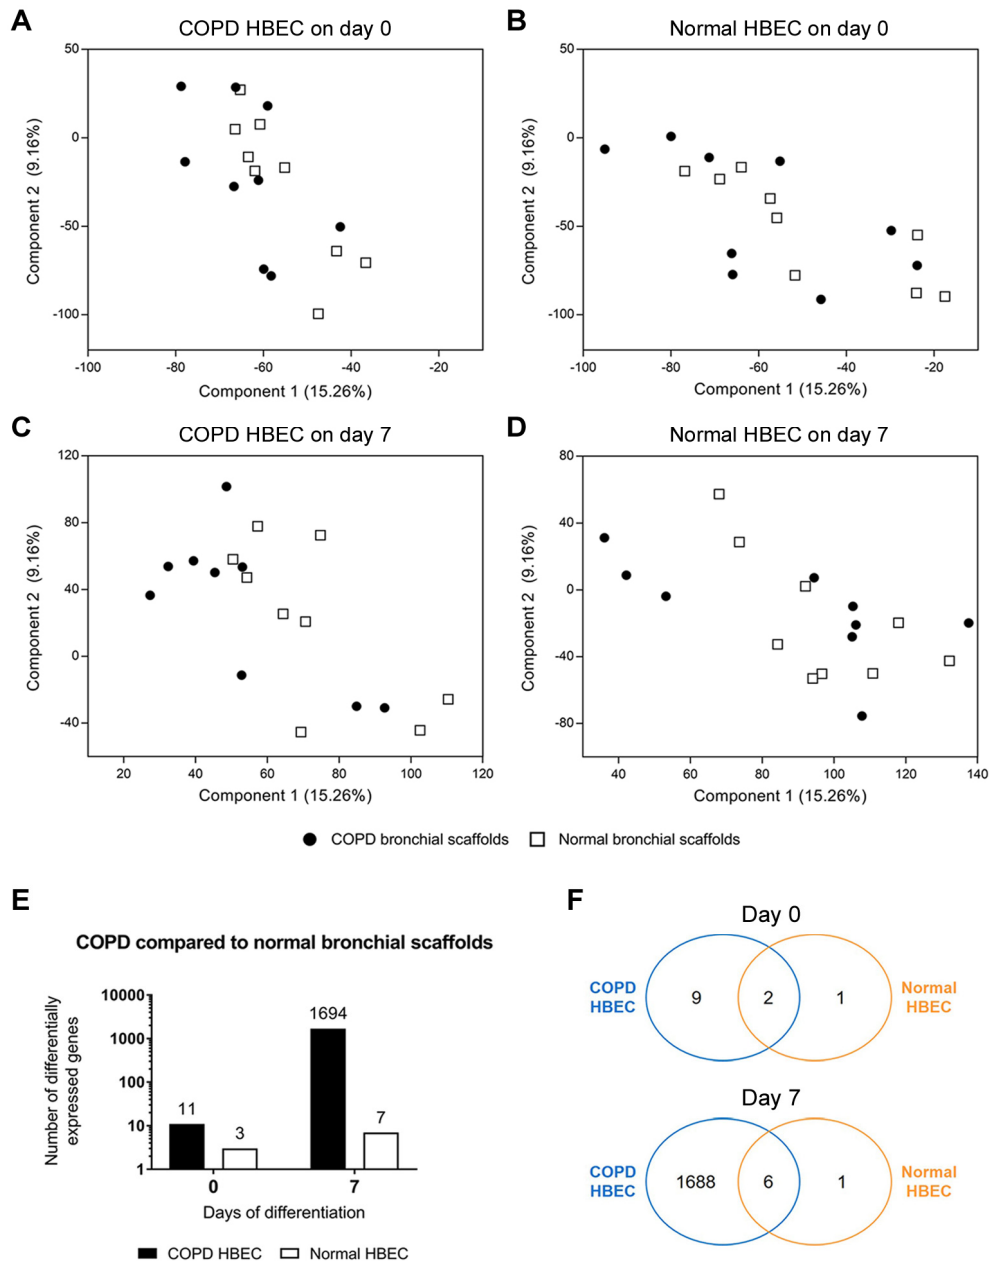 A
COPD HBEC on day 0
50
0
-50
-100
-100
-80
-60
-40
-20
Component 2 (9.16%)
Component 1 (15.26%)
B
Normal HBEC on day 0
50
0
-50
-100
-100
-80
-60
-40
-20
Component 2 (9.16%)
Component 1 (15.26%)
C
COPD HBEC on day 7
120
80
40
0
-40
20
40
60
80
100
120
Component 2 (9.16%)
Component 1 (15.26%)
D
Normal HBEC on day 7
80
40
0
-40
-80
40
60
80
100
120
140
Component 2 (9.16%)
Component 1 (15.26%)
COPD bronchial scaffolds
Normal bronchial scaffolds
E
COPD compared to normal bronchial scaffolds
Number of differentially
expressed genes
10000
1000
100
10
1
11
3
1694
7
0
7
Days of differentiation
COPD HBEC
Normal HBEC
F
Day 0
COPD
HBEC
9
2
1
Normal
HBEC
Day 7
COPD
HBEC
1688
6
1
Normal
HBEC